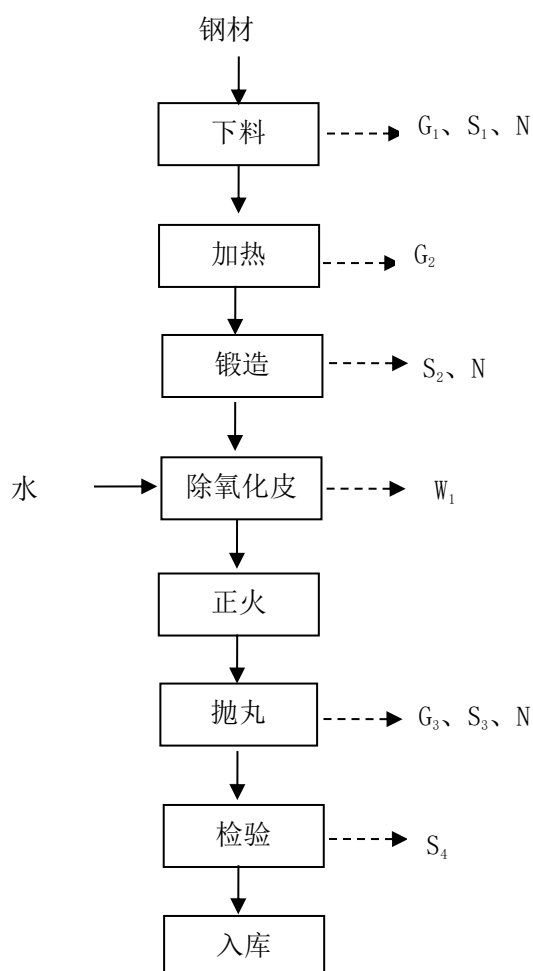 钢材
下料
G₁、S₁、N
加热
G₂
锻造
S₂、N
水
除氧化皮
W₁
正火
抛丸
G₃、S₃、N
检验
S₄
入库